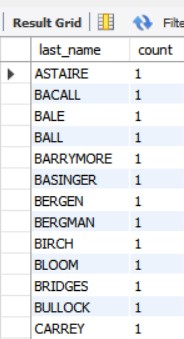 Result Grid Filte
last_name count
ASTAIRE 1
BACALL 1
BALE 1
BALL 1
BARRYMORE 1
BASINGER 1
BERGEN 1
BERGMAN 1
BIRCH 1
BLOOM 1
BRIDGES 1
BULLOCK 1
CARREY 1